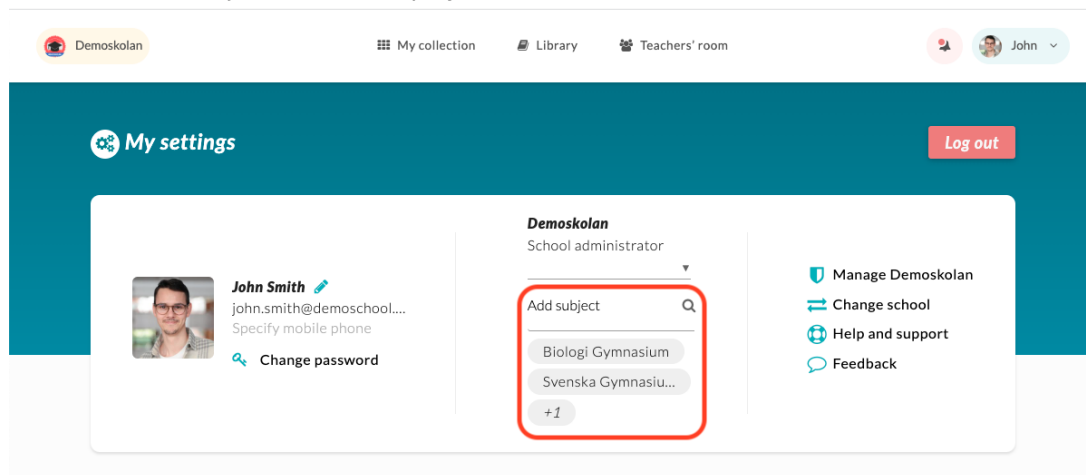 Demoskolan
My collection
Library
Teachers' room
John
My settings
Log out
John Smith
john.smith@demoschool....
Specify mobile phone
Change password
Demoskolan
School administrator
Add subject
Biologi Gymnasium
Svenska Gymnasiu...
+1
Manage Demoskolan
Change school
Help and support
Feedback